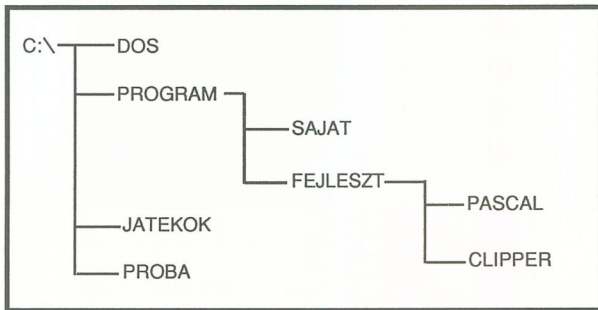 C:\ DOS
PROGRAM
SAJAT
FEJLESZT
PASCAL
JATEKOK
CLIPPER
PROBA